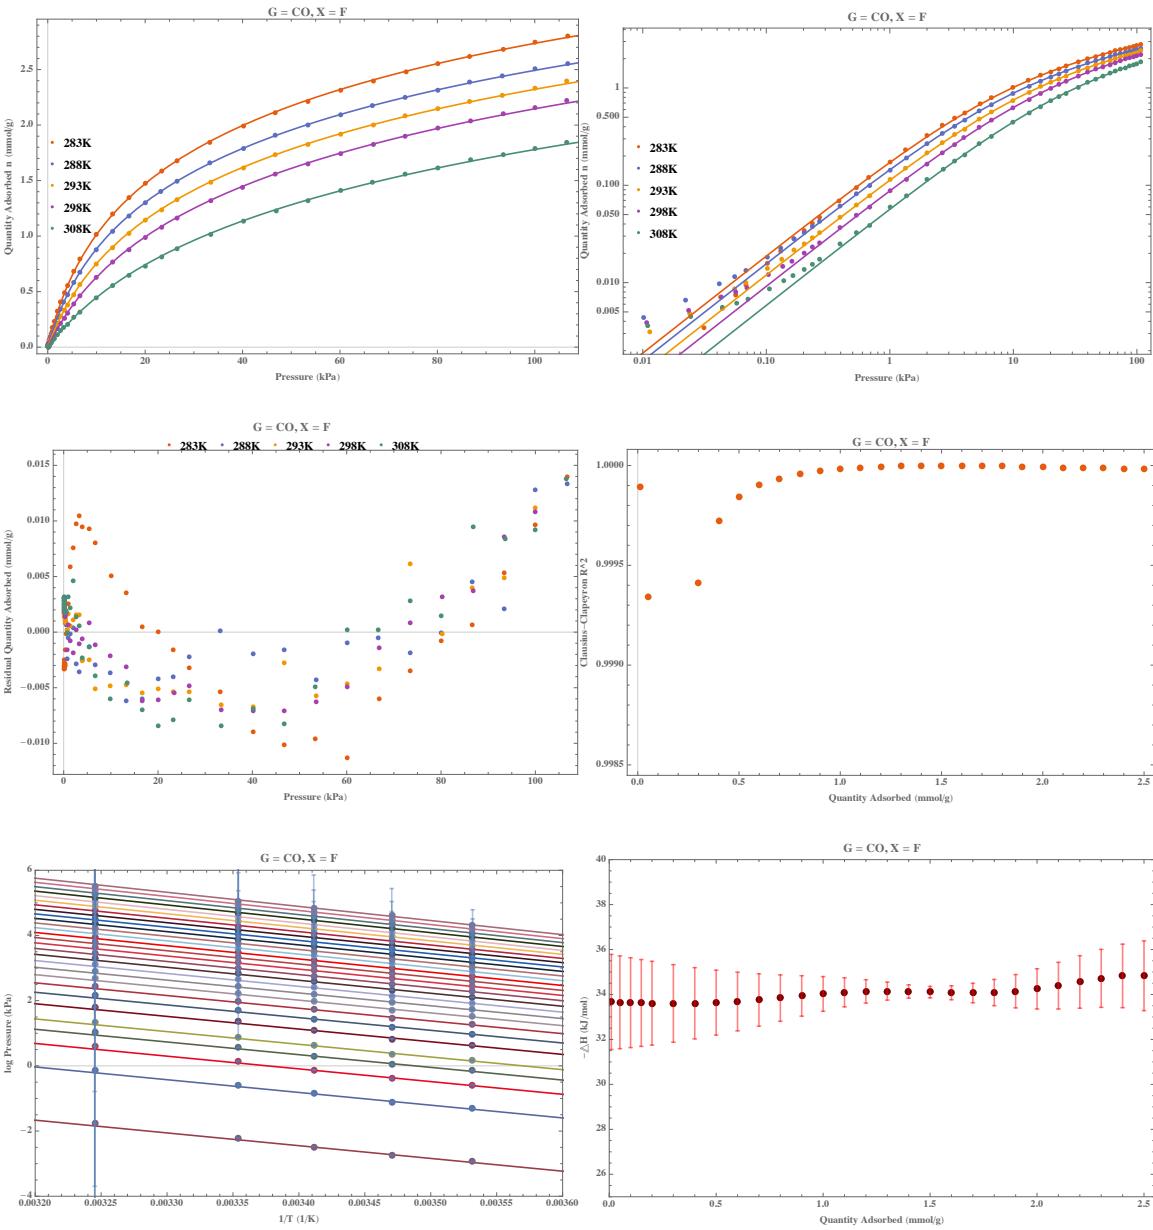 G = CO, X = F
Quantity Adsorbed n (mmol/g)
2.5
2.0
1.5
1.0
0.5
0.0
283K
288K
293K
298K
308K
0
20
40
60
80
100
Pressure (kPa)
G = CO, X = F
Quantity Adsorbed n (mmol/g)
1
0.500
0.100
0.050
0.010
0.005
283K
288K
293K
298K
308K
0.01
0.10
1
10
100
Pressure (kPa)
G = CO, X = F
283K 288K 293K 298K 308K
Residual Quantity Adsorbed (mmol/g)
0.015
0.010
0.005
0.000
−0.005
−0.010
0
20
40
60
80
100
Pressure (kPa)
G = CO, X = F
Clausius–Clapeyron R^2
1.0000
0.9995
0.9990
0.9985
0.0
0.5
1.0
1.5
2.0
2.5
Quantity Adsorbed (mmol/g)
G = CO, X = F
log Pressure (kPa)
6
4
2
0
−2
−4
0.00320
0.00325
0.00330
0.00335
0.00340
0.00345
0.00350
0.00355
0.00360
1/T (1/K)
G = CO, X = F
−△H (kJ/mol)
40
38
36
34
32
30
28
26
0.0
0.5
1.0
1.5
2.0
2.5
Quantity Adsorbed (mmol/g)